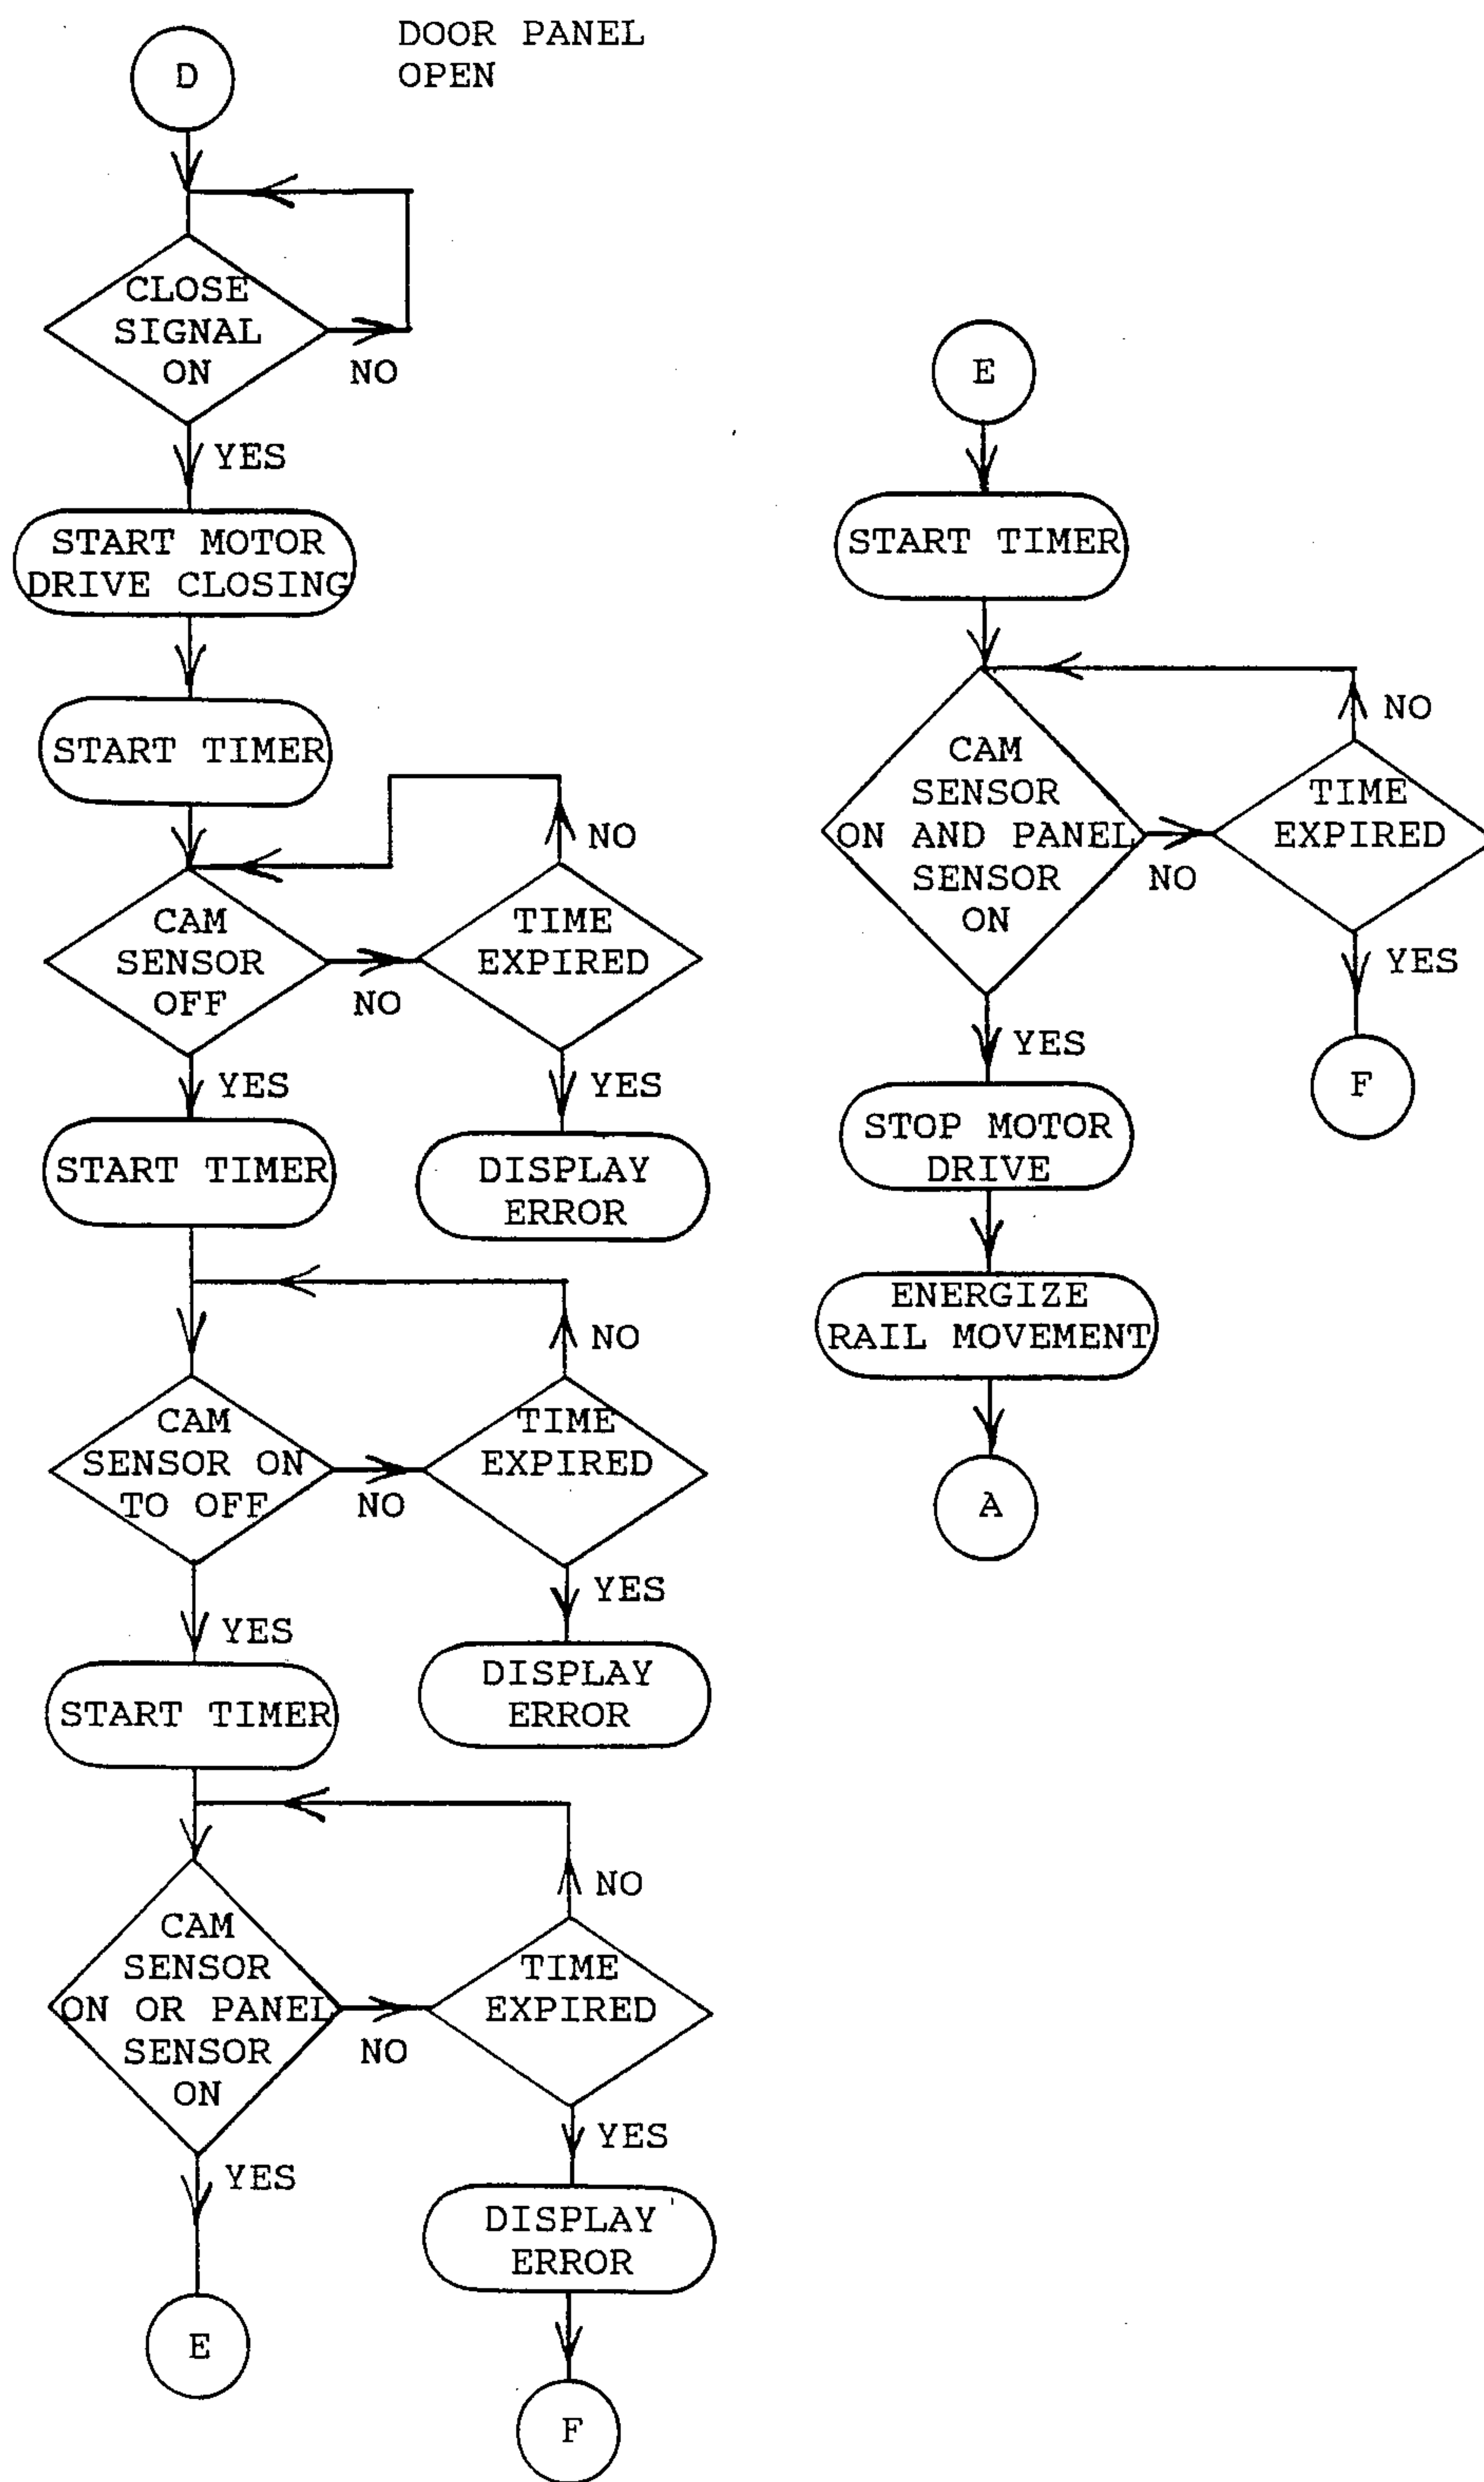 D
DOOR PANEL
OPEN
CLOSE
SIGNAL
ON
NO
YES
START MOTOR
DRIVE CLOSING
START TIMER
CAM
SENSOR
OFF
NO
TIME
EXPIRED
NO
YES
YES
START TIMER
DISPLAY
ERROR
CAM
SENSOR ON
TO OFF
NO
TIME
EXPIRED
NO
YES
YES
START TIMER
DISPLAY
ERROR
CAM
SENSOR
ON OR PANEL
SENSOR
ON
NO
TIME
EXPIRED
NO
YES
YES
DISPLAY
ERROR
E
F
E
START TIMER
CAM
SENSOR
ON AND PANEL
SENSOR
ON
NO
TIME
EXPIRED
NO
YES
F
YES
STOP MOTOR
DRIVE
ENERGIZE
RAIL MOVEMENT
A